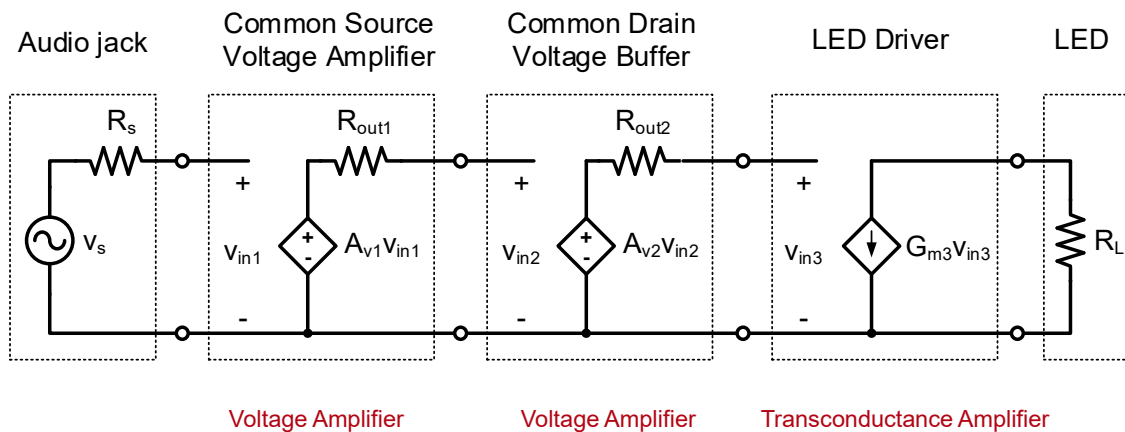 Audio jack
Common Source
Voltage Amplifier
Common Drain
Voltage Buffer
LED Driver
LED
Rs
Rout1
Rout2
+
+
+
vs
vin1
+
-
Av1vin1
vin2
+
-
Av2vin2
vin3
Gm3vin3
RL
-
-
-
Voltage Amplifier
Voltage Amplifier
Transconductance Amplifier